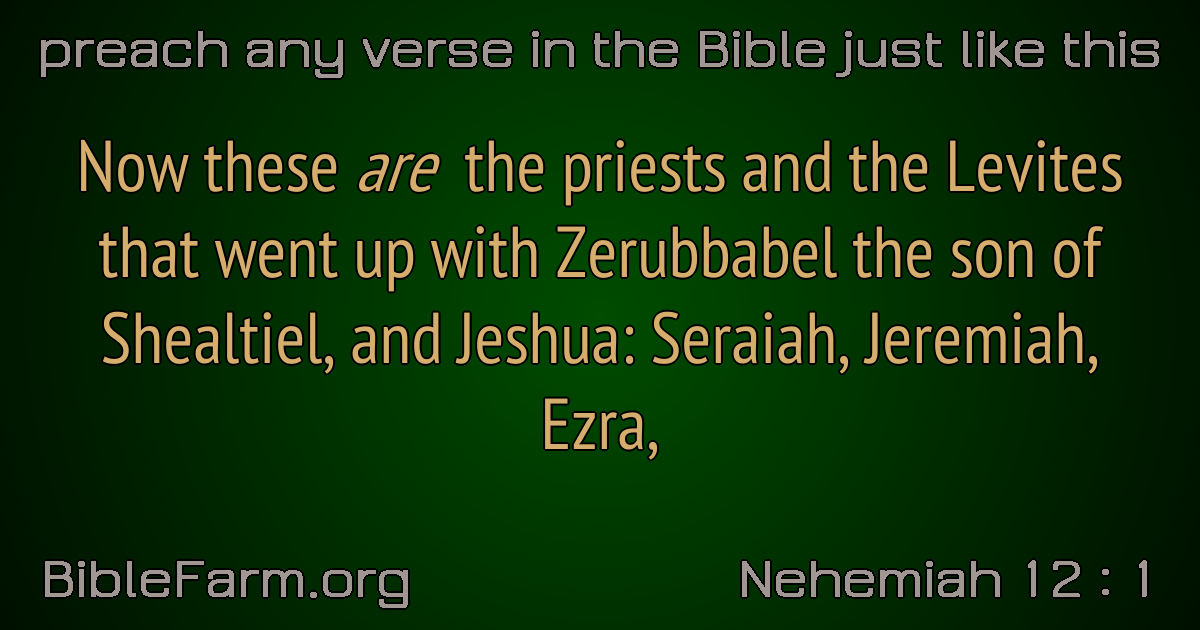 preach any verse in the Bible just like this
Now these are the priests and the Levites
that went up with Zerubbabel the son of
Shealtiel, and Jeshua: Seraiah, Jeremiah,
Ezra,
BibleFarm.org
Nehemiah 12 : 1